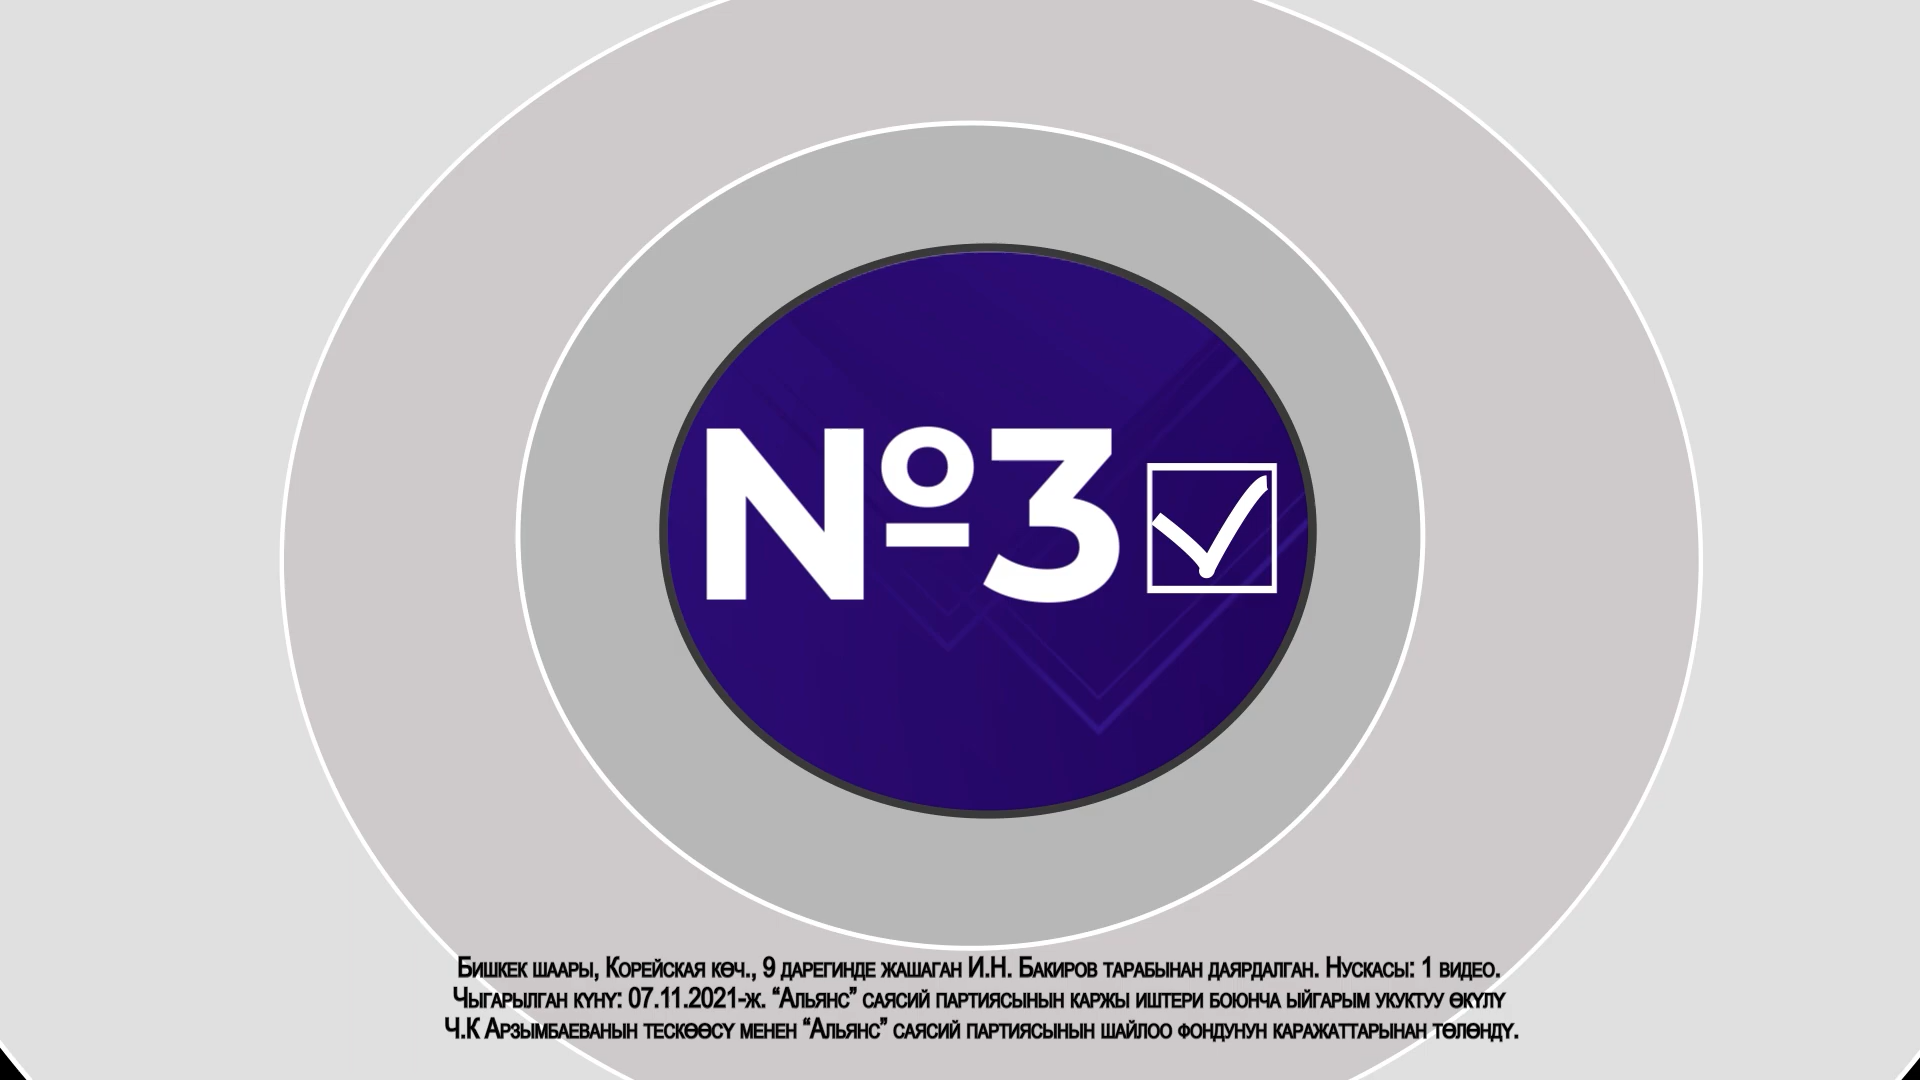 №3
Бишкек шаары, Корейская көч., 9 дарегинде жашаган И.Н. Бакиров тарабынан даярдалган. Нускасы: 1 видео.
Чыгарылган күнү: 07.11.2021-ж. “Альянс” саясий партиясынын каржы иштери боюнча ыйгарым укуктуу өкүлү
Ч.К Арзымбаеванын тескөөсү менен “Альянс” саясий партиясынын шайлоо фондунун каражаттарынан төлөндү.